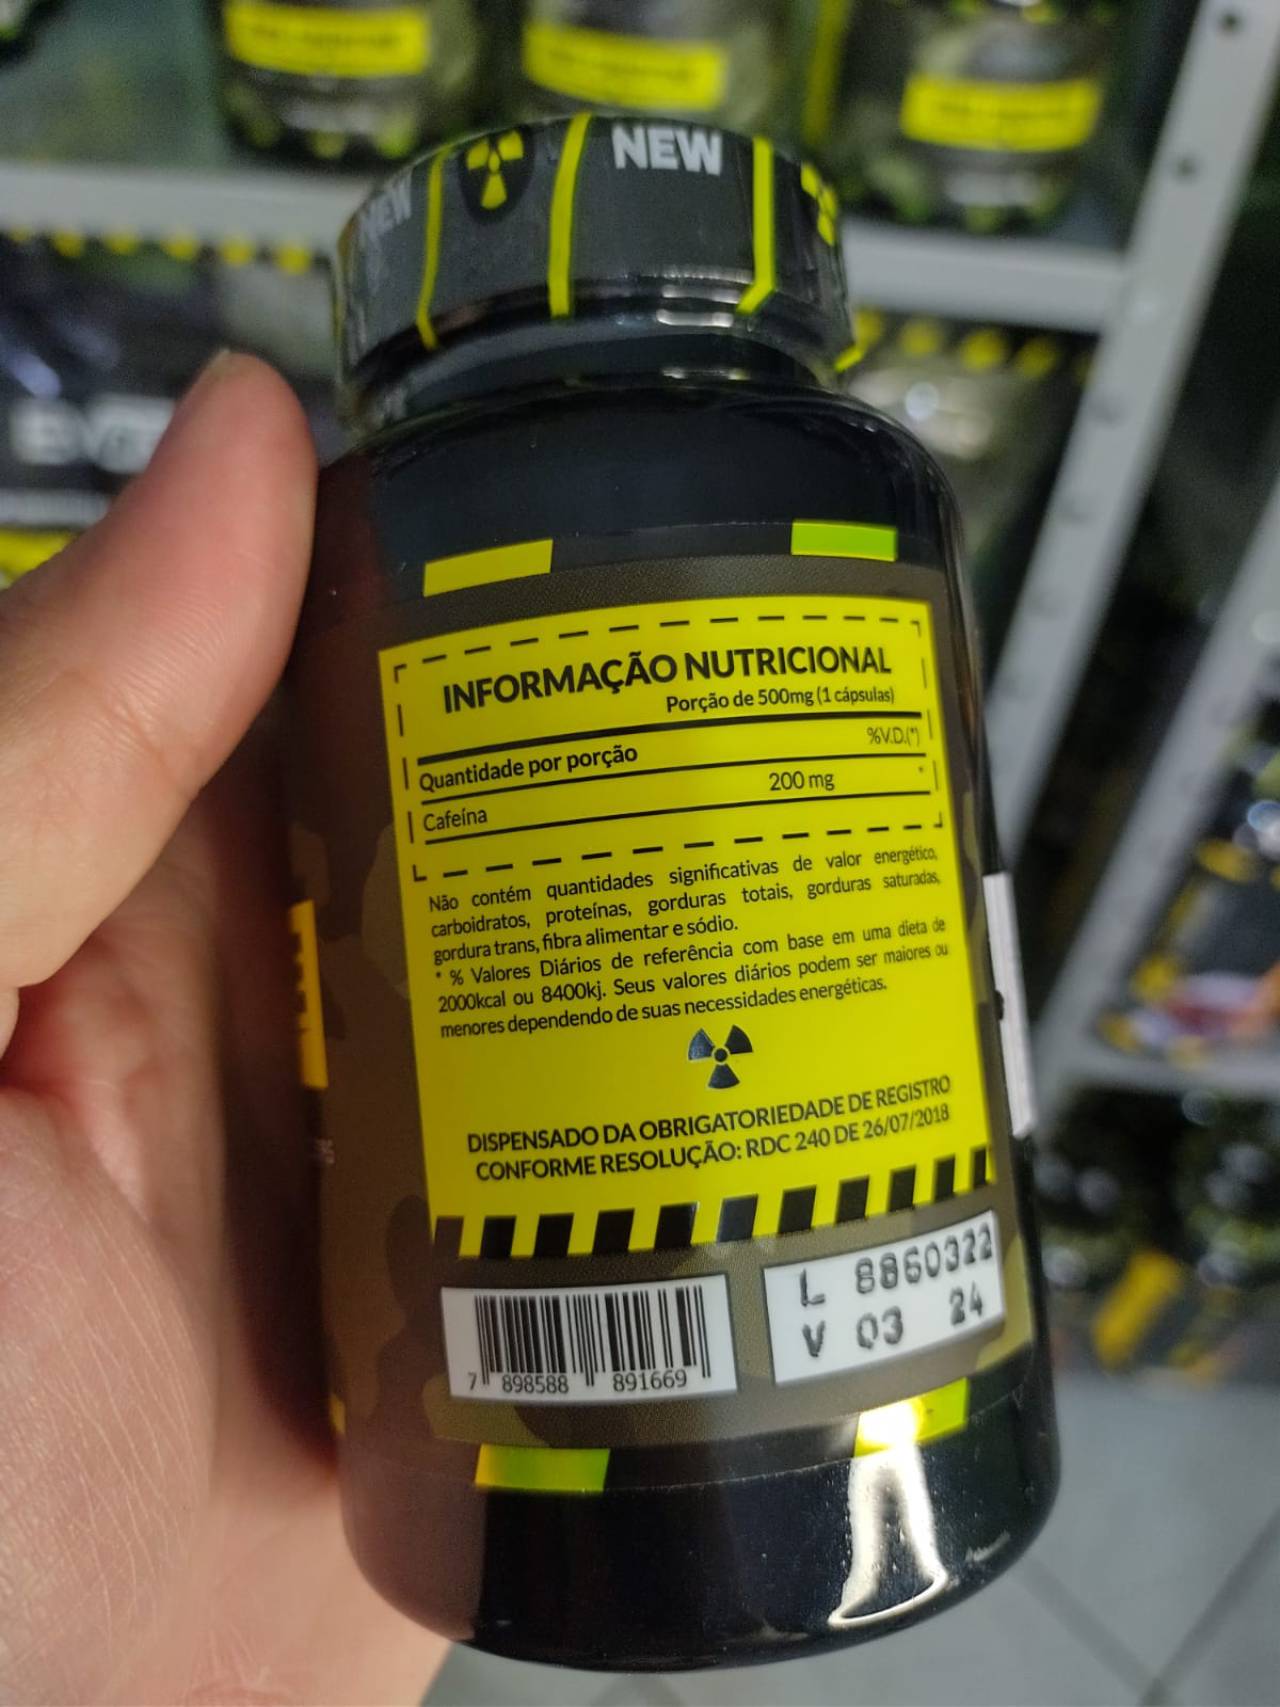 NEW
NEW
INFORMAÇÃO NUTRICIONAL
Porção de 500mg (1 cápsulas)
Quantidade por porção %V.D.(*)
Cafeína 200 mg *
Não contém quantidades significativas de valor energético,
carboidratos, proteínas, gorduras totais, gorduras saturadas,
gordura trans, fibra alimentar e sódio.
* % Valores Diários de referência com base em uma dieta de
2000kcal ou 8400kj. Seus valores diários podem ser maiores ou
menores dependendo de suas necessidades energéticas.
DISPENSADO DA OBRIGATORIEDADE DE REGISTRO
CONFORME RESOLUÇÃO: RDC 240 DE 26/07/2018
L 8860322
V 03 24
7 898588 891669